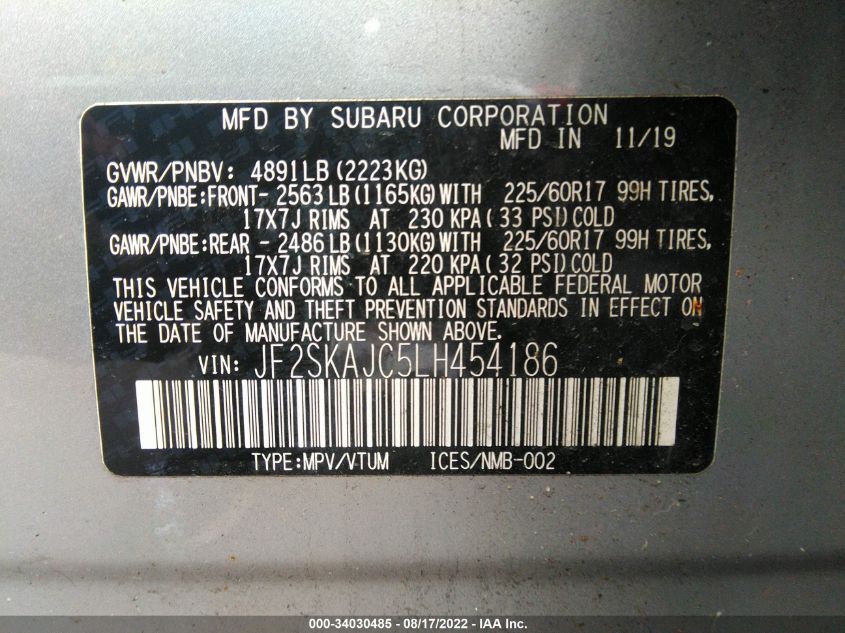 MFD BY SUBARU CORPORATION
MFD IN 11/19
GVWR/PNBV: 4891LB (2223KG)
GAWR/PNBE:FRONT- 2563LB (1165KG)WITH 225/60R17 99H TIRES,
17X7J RIMS AT 230 KPA( 33 PSI)COLD
GAWR/PNBE:REAR - 2486LB (1130KG)WITH 225/60R17 99H TIRES,
17X7J RIMS AT 220 KPA( 32 PSI)COLD
THIS VEHICLE CONFORMS TO ALL APPLICABLE FEDERAL MOTOR
VEHICLE SAFETY AND THEFT PREVENTION STANDARDS IN EFFECT ON
THE DATE OF MANUFACTURE SHOWN ABOVE.
VIN: JF2SKAJC5LH454186
TYPE:MPV/VTUM ICES/NMB-002
000-34030485 - 08/17/2022 - IAA Inc.